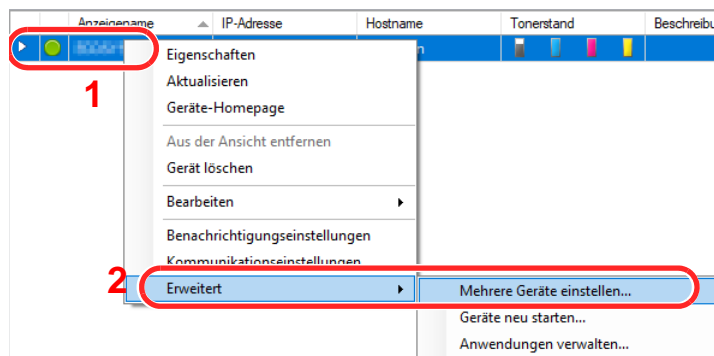 Anzeigename IP-Adresse Hostname Tonerstand
1
Eigenschaften
Aktualisieren
Geräte-Homepage
Aus der Ansicht entfernen
Gerät löschen
Bearbeiten
Benachrichtigungseinstellungen
Kommunikationseinstellungen
2
Erweitert
Mehrere Geräte einstellen...
Geräte neu starten...
Anwendungen verwalten...